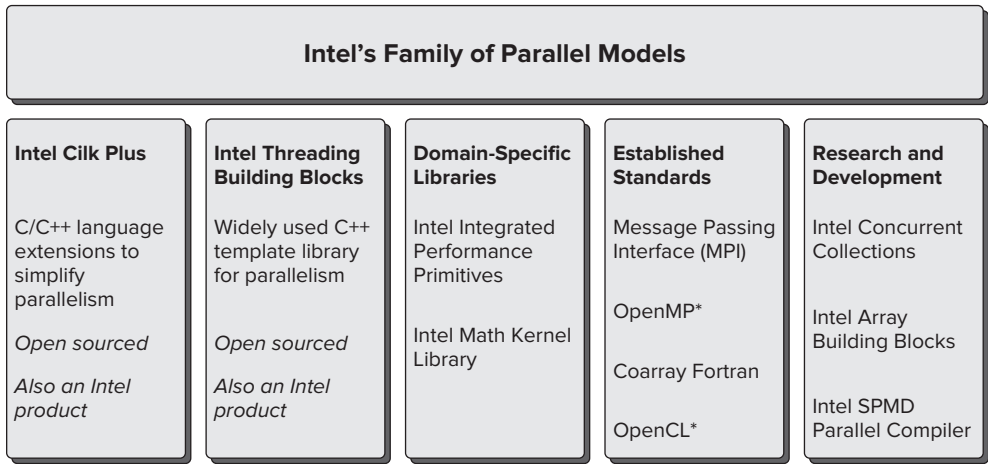 Intel’s Family of Parallel Models
Intel Cilk Plus
C/C++ language
extensions to
simplify
parallelism
Open sourced
Also an Intel
product
Intel Threading
Building Blocks
Widely used C++
template library
for parallelism
Open sourced
Also an Intel
product
Domain-Specific
Libraries
Intel Integrated
Performance
Primitives
Intel Math Kernel
Library
Established
Standards
Message Passing
Interface (MPI)
OpenMP*
Coarray Fortran
OpenCL*
Research and
Development
Intel Concurrent
Collections
Intel Array
Building Blocks
Intel SPMD
Parallel Compiler